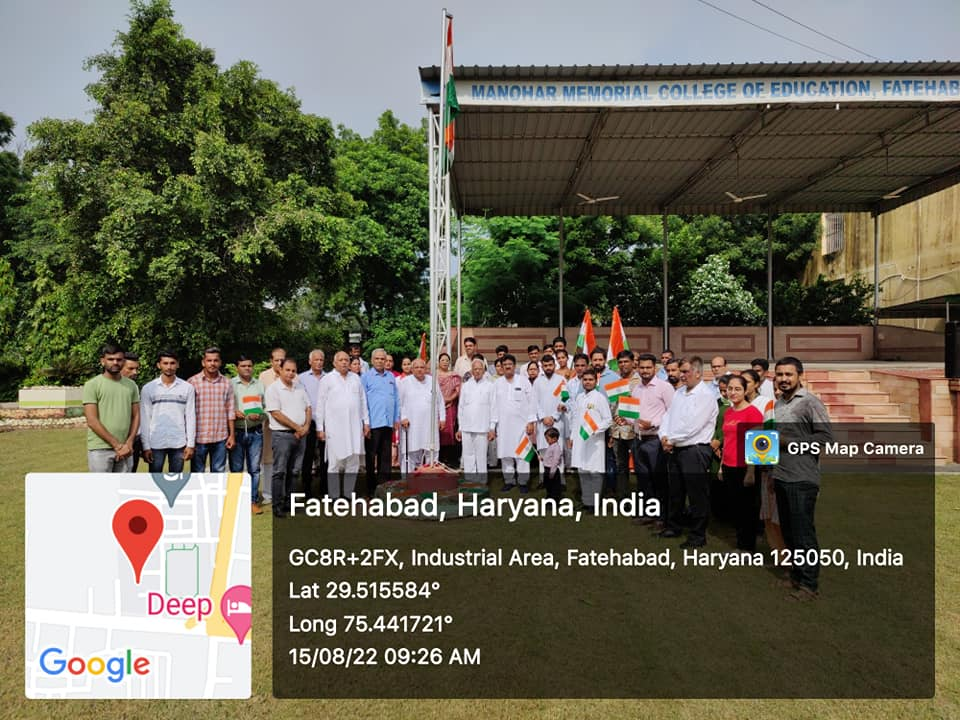 MANOHAR MEMORIAL COLLEGE OF EDUCATION, FATEHAB
GPS Map Camera
Fatehabad, Haryana, India
GC8R+2FX, Industrial Area, Fatehabad, Haryana 125050, India
Lat 29.515584°
Long 75.441721°
15/08/22 09:26 AM
Deep
Google